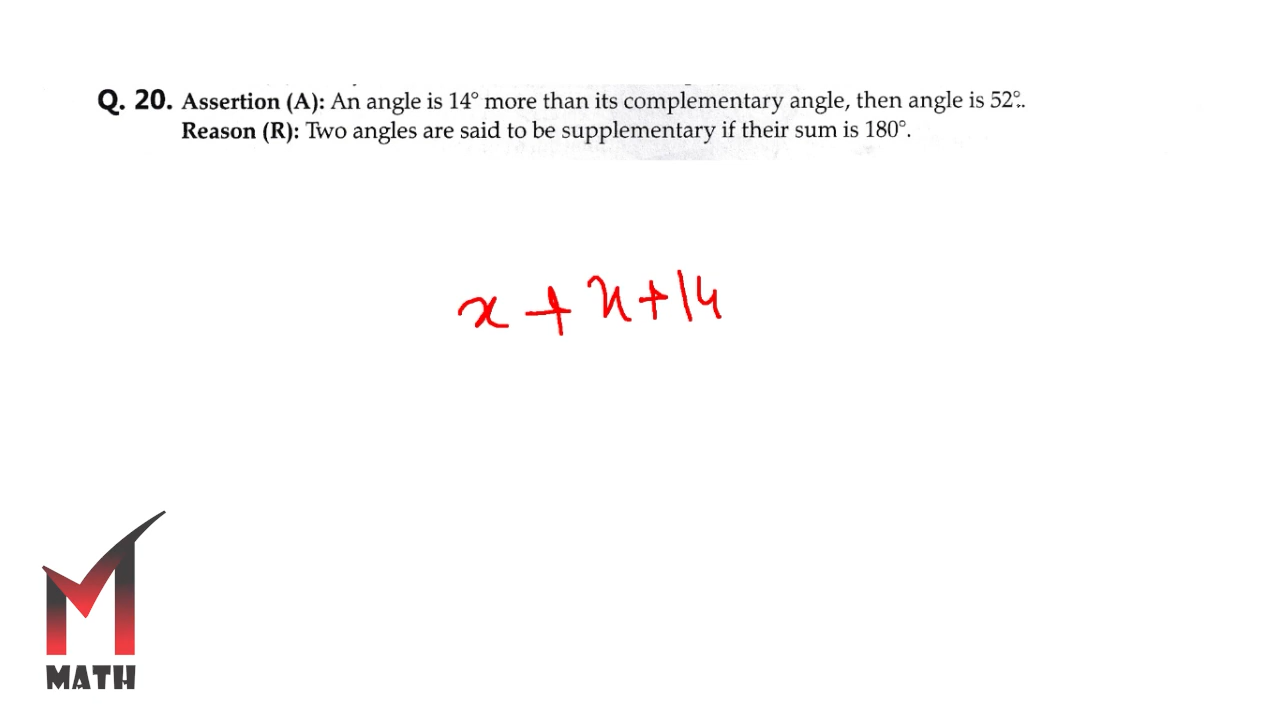 Q. 20. Assertion (A): An angle is 14° more than its complementary angle, then angle is 52°.
Reason (R): Two angles are said to be supplementary if their sum is 180°.
x + x + 14
MATH